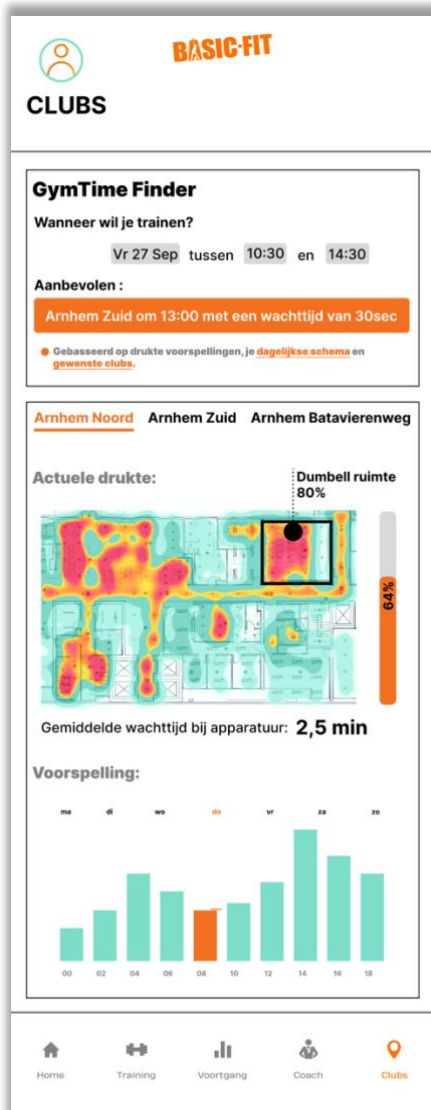 BASIC-FIT
CLUBS
GymTime Finder
Wanneer wil je trainen?
Vr 27 Sep tussen 10:30 en 14:30
Aanbevolen :
Arnhem Zuid om 13:00 met een wachttijd van 30sec
Gebasseerd op drukte voorspellingen, je dagelijkse schema en
gewenste clubs.
Arnhem Noord Arnhem Zuid Arnhem Batavierenweg
Actuele drukte:
Dumbell ruimte
80%
64%
Gemiddelde wachttijd bij apparatuur: 2,5 min
Voorspelling:
ma di wo do vr za zo
00 02 04 06 08 10 12 14 16 18
Home Training Voortgang Coach Clubs